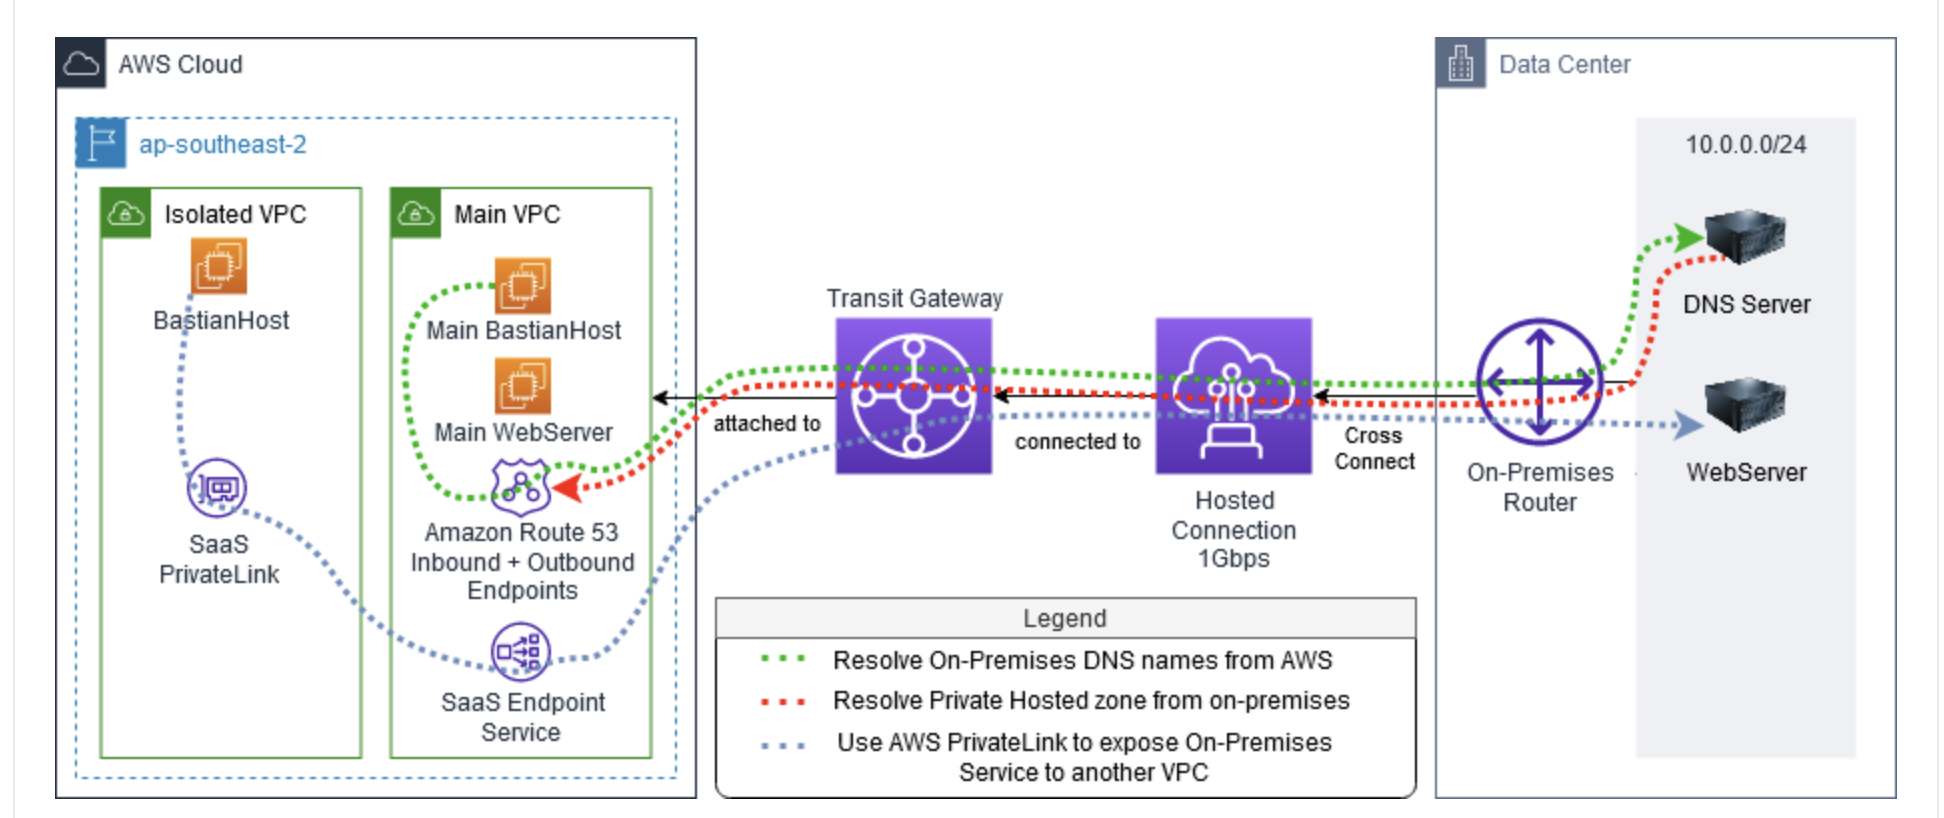 AWS Cloud
ap-southeast-2
Isolated VPC
BastianHost
SaaS
PrivateLink
Main VPC
Main BastianHost
Main WebServer
Amazon Route 53
Inbound + Outbound
Endpoints
SaaS Endpoint
Service
attached to
Transit Gateway
connected to
Hosted
Connection
1Gbps
Cross
Connect
Data Center
10.0.0.0/24
DNS Server
On-Premises
Router
WebServer
Legend
Resolve On-Premises DNS names from AWS
Resolve Private Hosted zone from on-premises
Use AWS PrivateLink to expose On-Premises
Service to another VPC